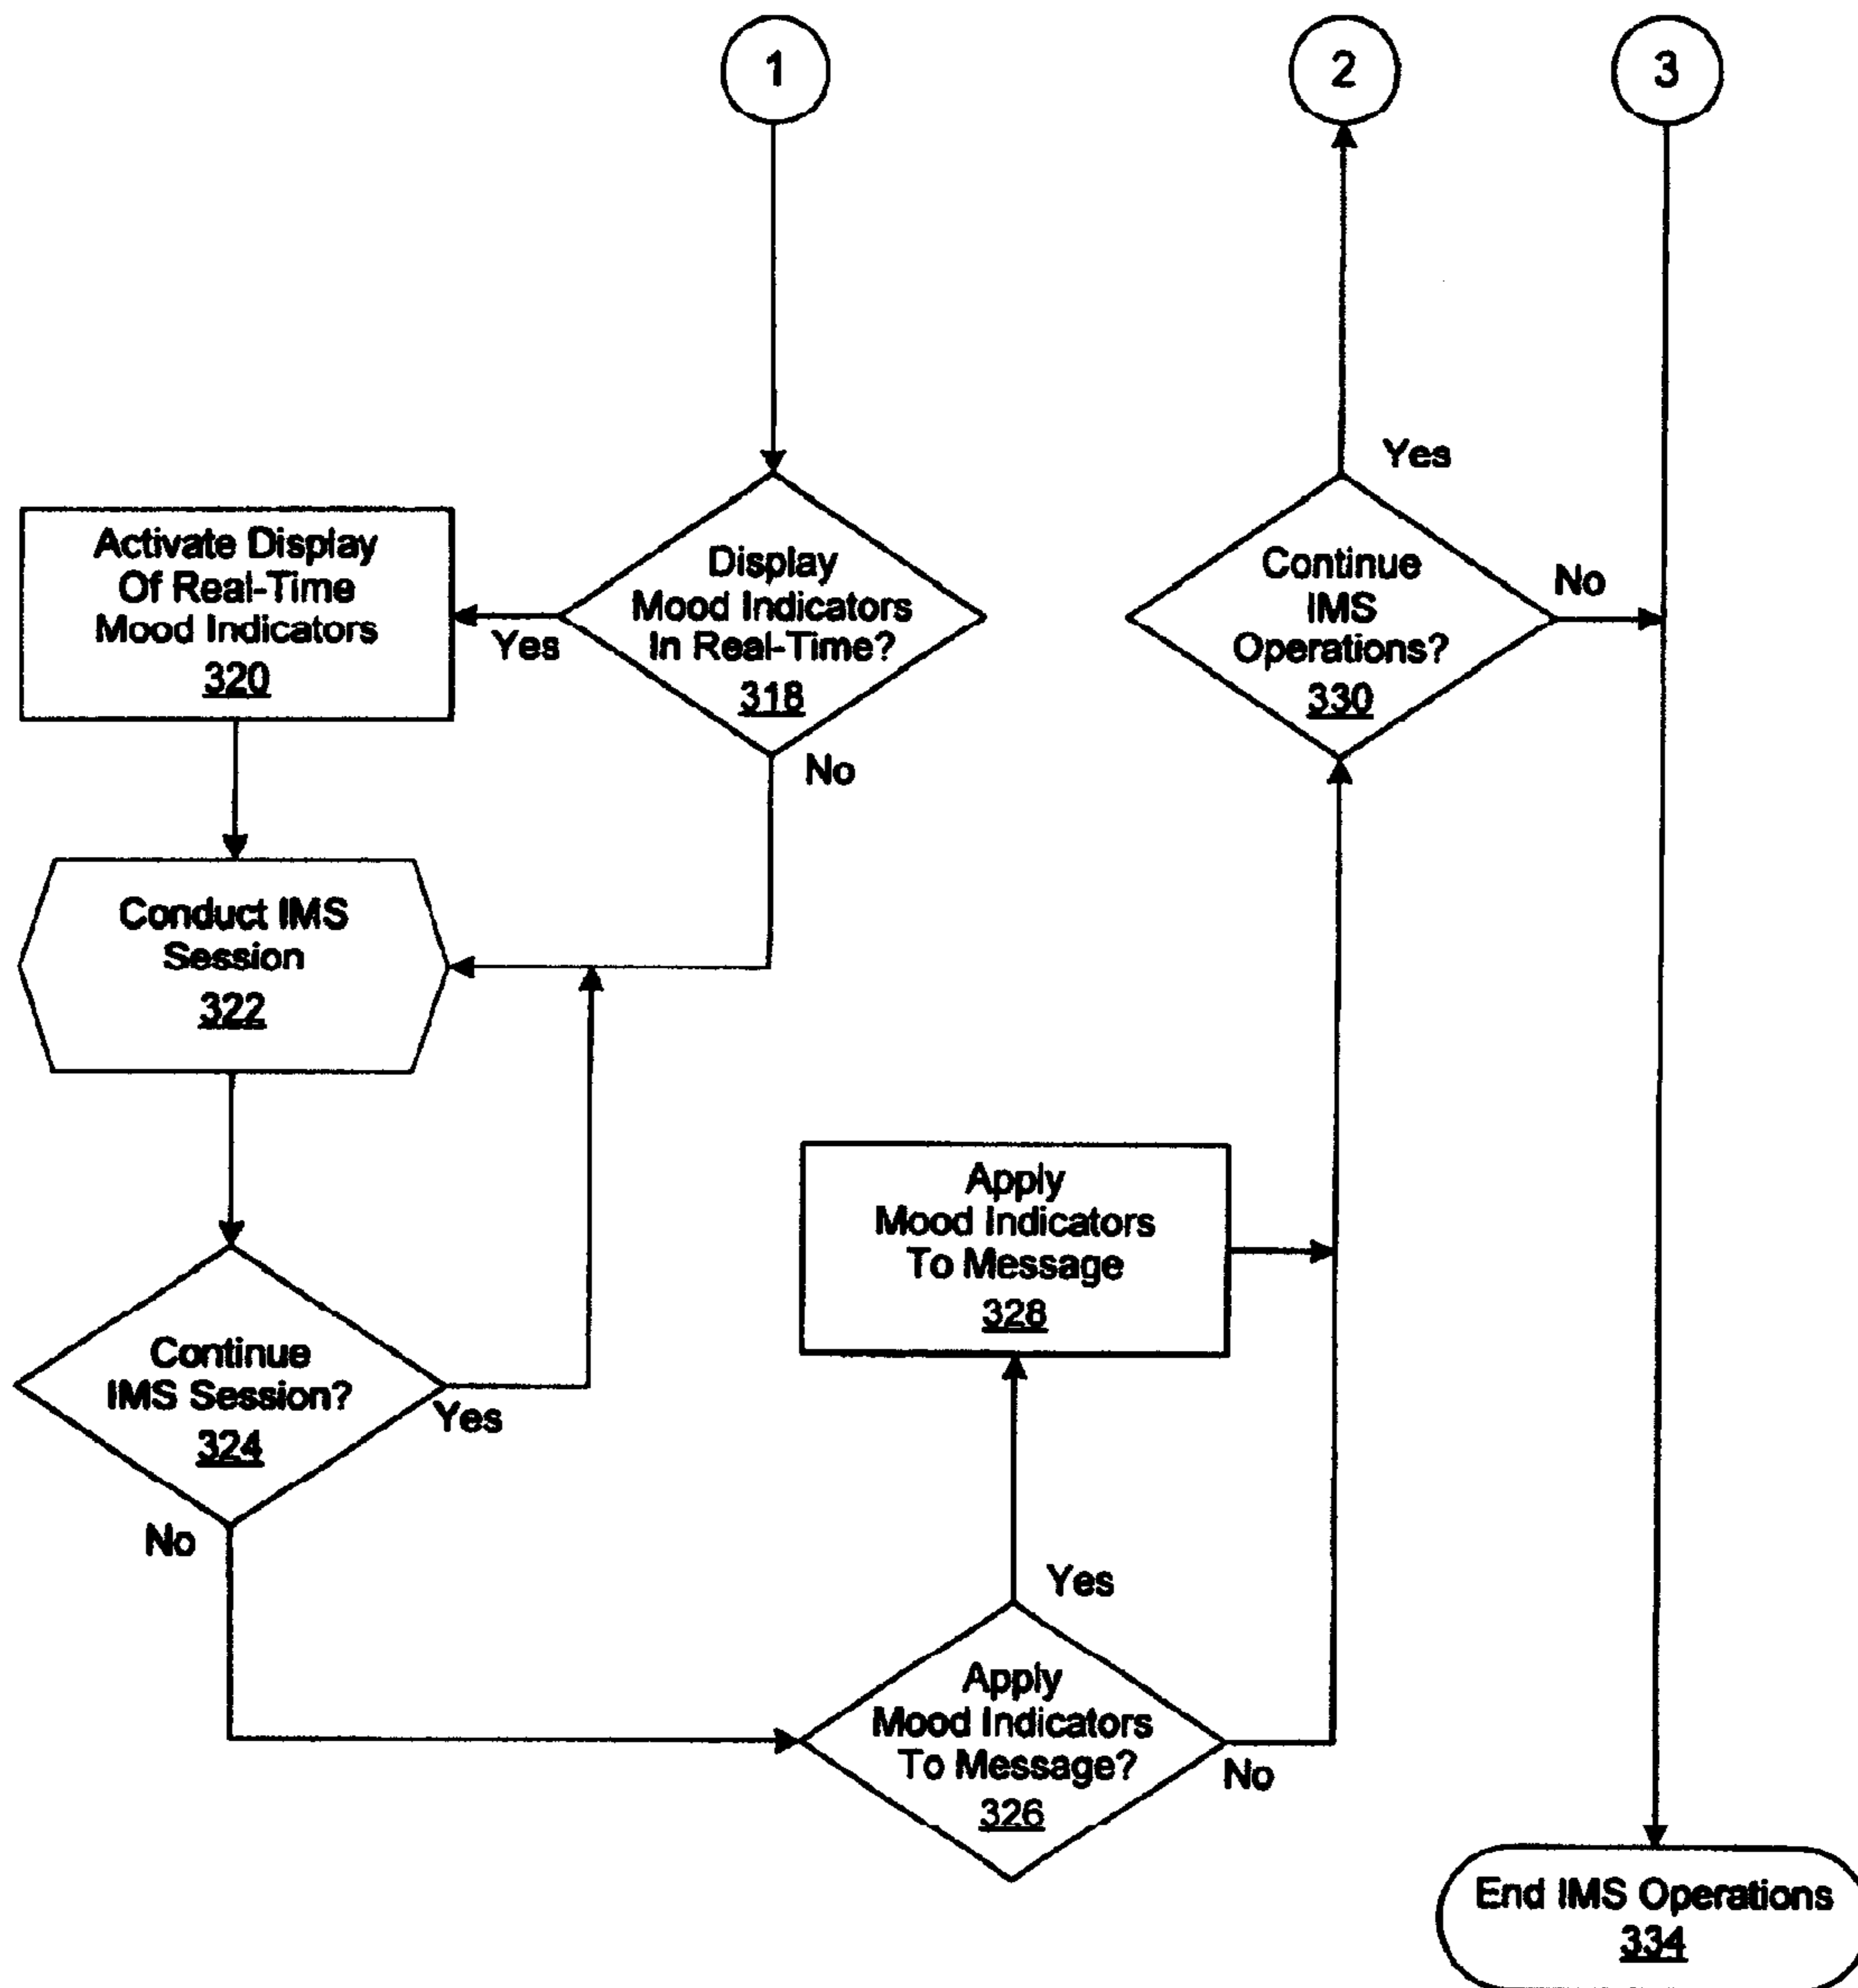 1
2
3
Display
Mood Indicators
In Real-Time?
318
Yes
No
Activate Display
Of Real-Time
Mood Indicators
320
Conduct IMS
Session
322
Continue
IMS Session?
324
Yes
No
Apply
Mood Indicators
To Message?
326
Yes
No
Apply
Mood Indicators
To Message
328
Continue
IMS
Operations?
330
Yes
No
End IMS Operations
334